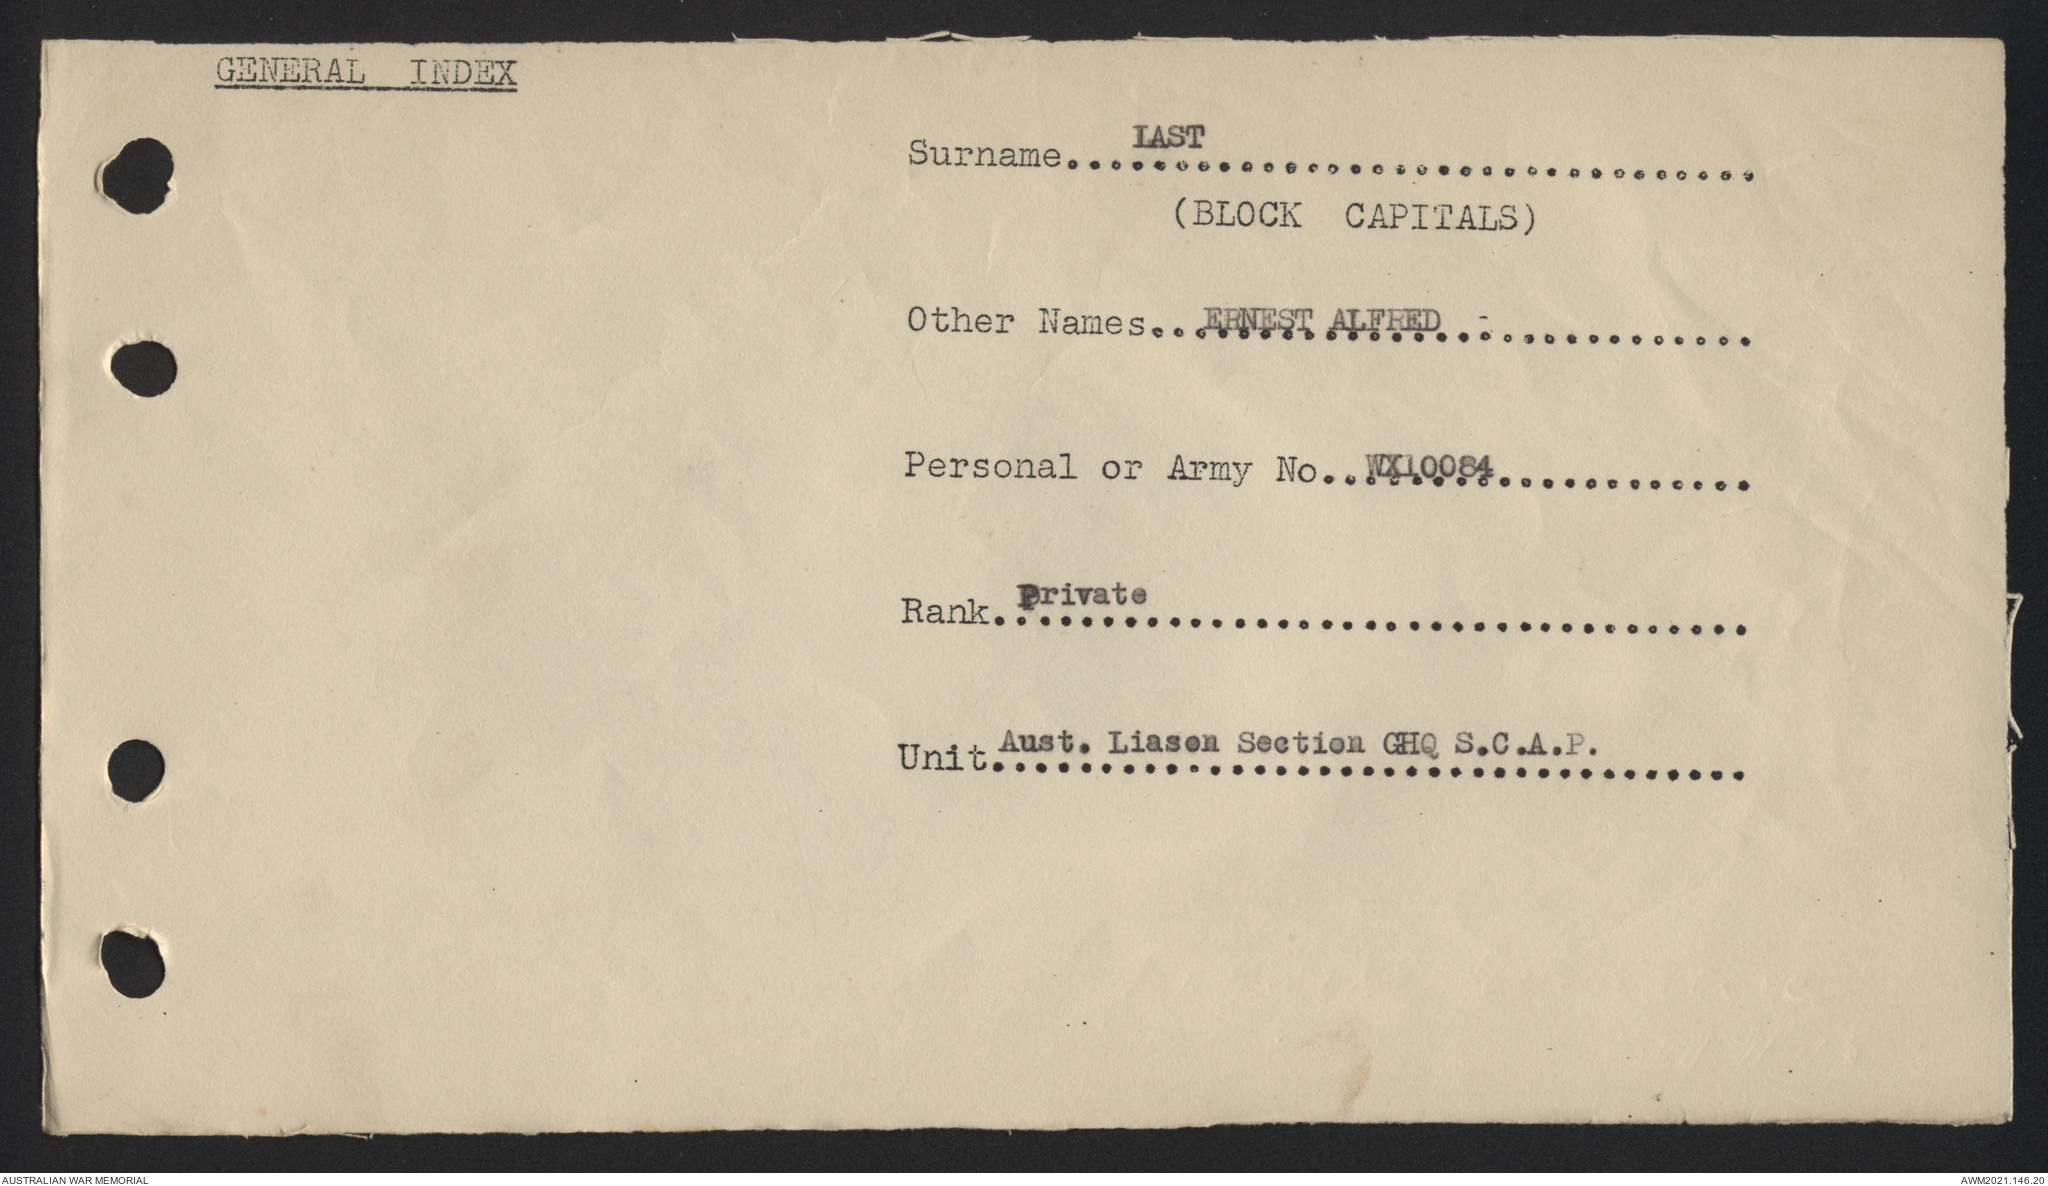 GENERAL INDEX
Surname....LAST..............................
(BLOCK CAPITALS)
Other Names...ERNEST ALFRED -..............
Personal or Army No...WX10084............
Rank.Private...................................
Unit.Aust. Liason Section GHQ S.C.A.P........
AUSTRALIAN WAR MEMORIAL
AWM2021.146.20